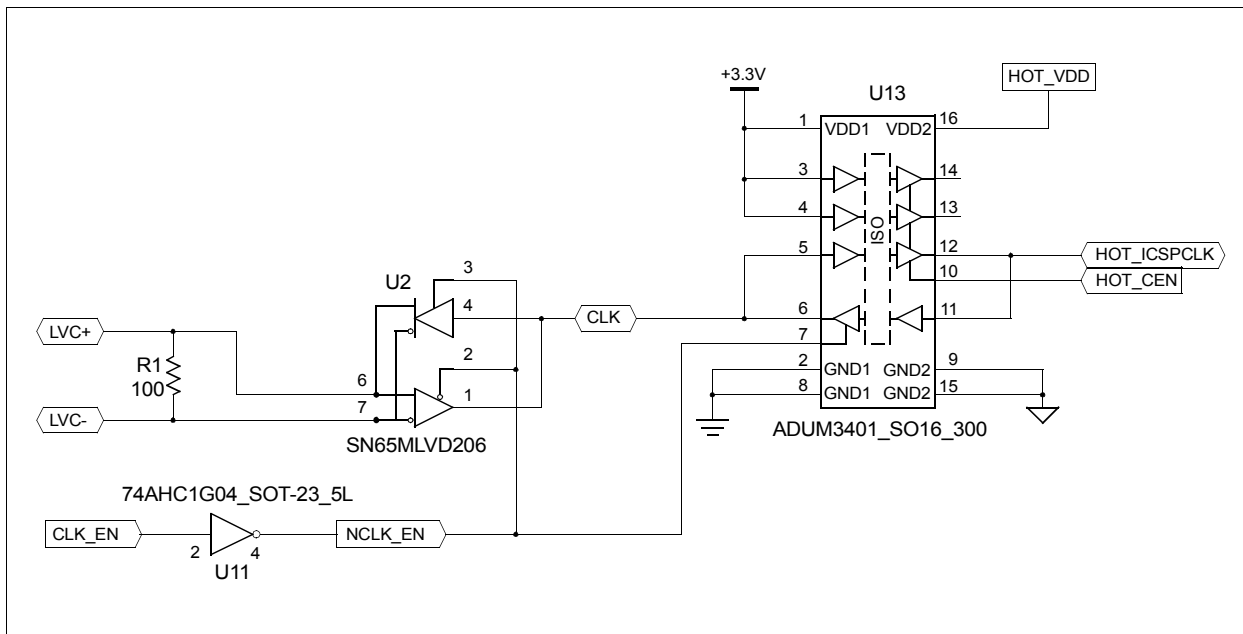 +3.3V
HOT_VDD
U13
1
VDD1
VDD2
16
3
14
4
13
ISO
5
12
HOT_ICSPCLK
10
HOT_CEN
6
11
7
2
GND1
GND2
9
8
GND1
GND2
15
ADUM3401_SO16_300
U2
3
4
CLK
LVC+
2
R1
100
6
1
7
LVC-
SN65MLVD206
74AHC1G04_SOT-23_5L
CLK_EN
2
4
NCLK_EN
U11